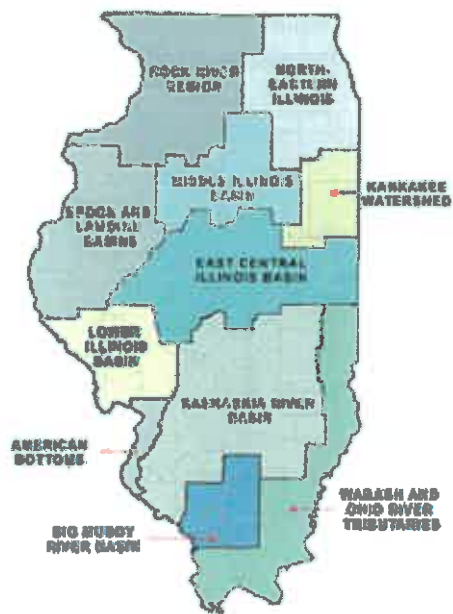 ROCK RIVER
REGION
NORTH-
EASTERN
ILLINOIS
MIDDLE ILLINOIS
BASIN
KANKAKEE
WATERSHED
SPOON AND
LAMOINE
BASINS
EAST CENTRAL
ILLINOIS BASIN
LOWER
ILLINOIS
BASIN
KASKASKIA RIVER
BASIN
AMERICAN
BOTTOMS
WABASH AND
OHIO RIVER
TRIBUTARIES
BIG MUDDY
RIVER BASIN